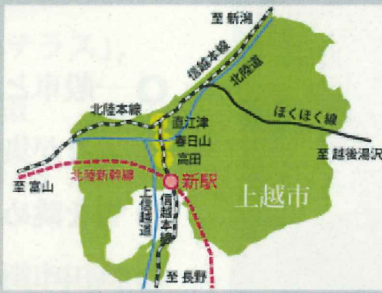 至 新潟
信越本線
北陸道
北陸本線
直江津
春日山
高田
ほくほく線
至 越後湯沢
至 富山
北陸新幹線
新駅
上越市
上信越道
信越本線
至 長野